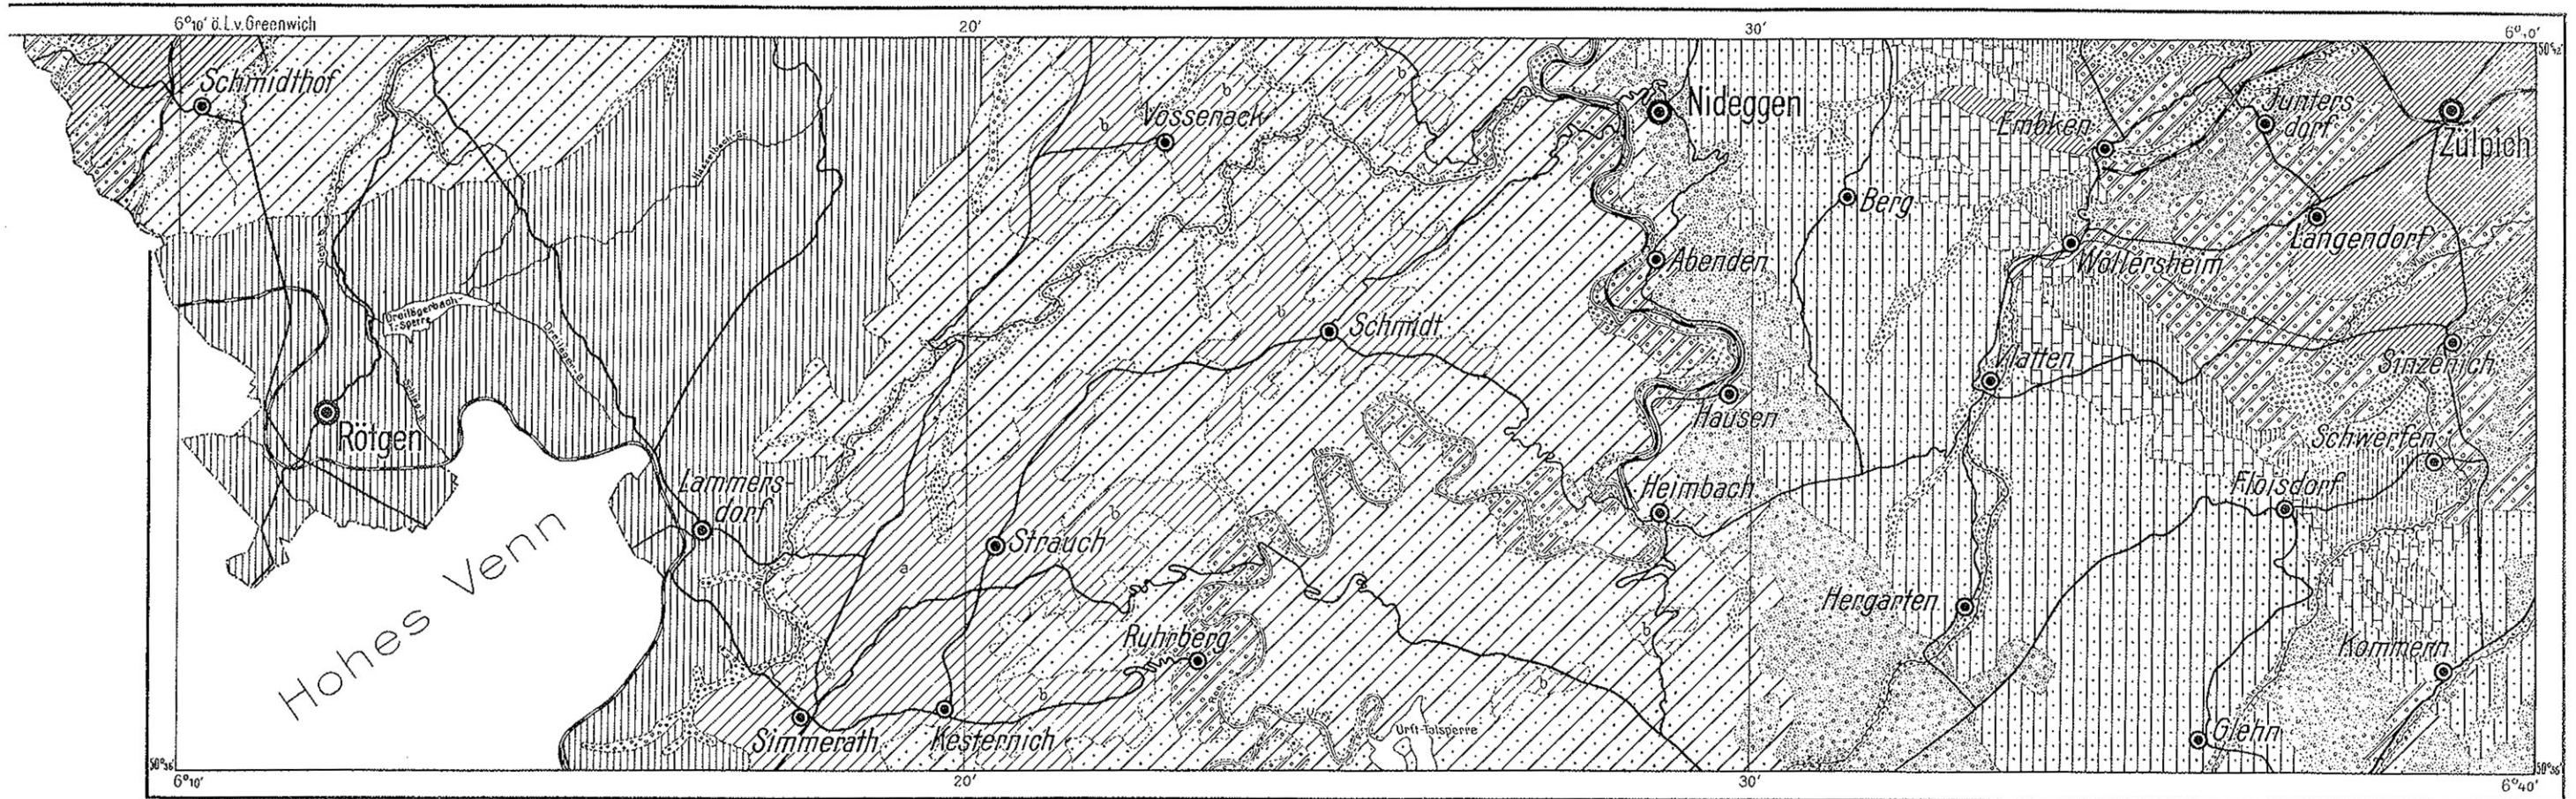 6°10' ö.L.v.Greenwich
20'
30'
Schmidthof
Vossenack
b
b
b
Nideggen
Embken
Junters-
dorf
Zülpich
Berg
Langendorf
Abenden
Wollersheim
Dreilägerbach-
T-Sperre
b
Schmidt
Vlatten
Sinzenich
Rötgen
Hausen
Schwerfen
Lammers-
dorf
b
Heimbach
Floisdorf
Strauch
a
Hohes Venn
Hergarten
b
Ruhrberg
Kommern
b
b
Simmerath
Kesternich
Urft-Talsperre
Glehn
50°36'
6°10'
20'
30'
6°40'